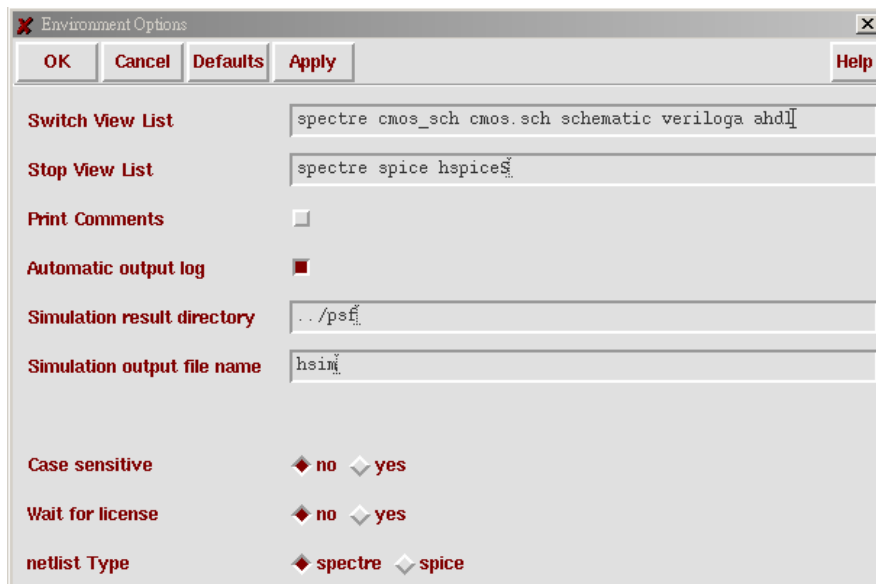 Environment Options
OK Cancel Defaults Apply Help
Switch View List spectre cmos_sch cmos.sch schematic veriloga ahdl
Stop View List spectre spice hspiceS
Print Comments
Automatic output log
Simulation result directory ../psf
Simulation output file name hsim
Case sensitive no yes
Wait for license no yes
netlist Type spectre spice